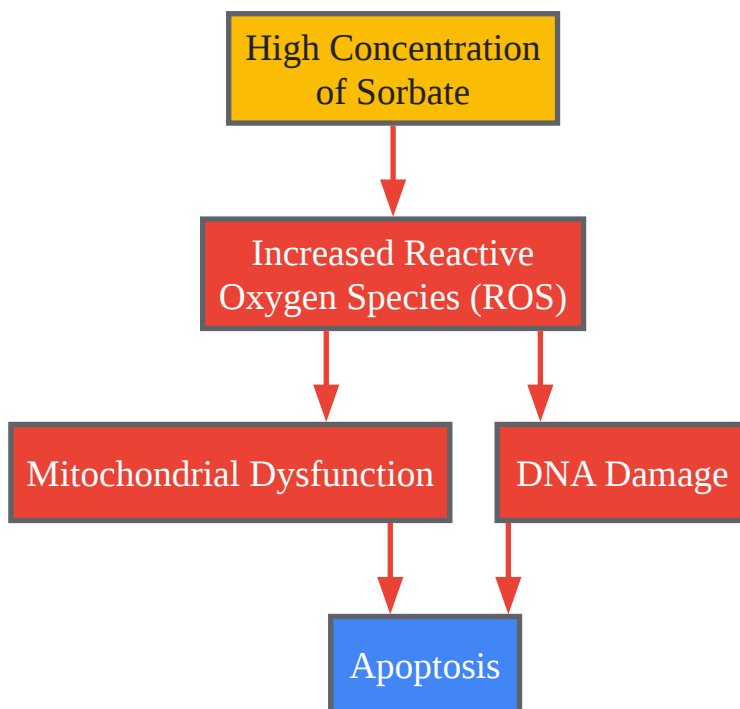 High Concentration
of Sorbate
Increased Reactive
Oxygen Species (ROS)
Mitochondrial Dysfunction
DNA Damage
Apoptosis